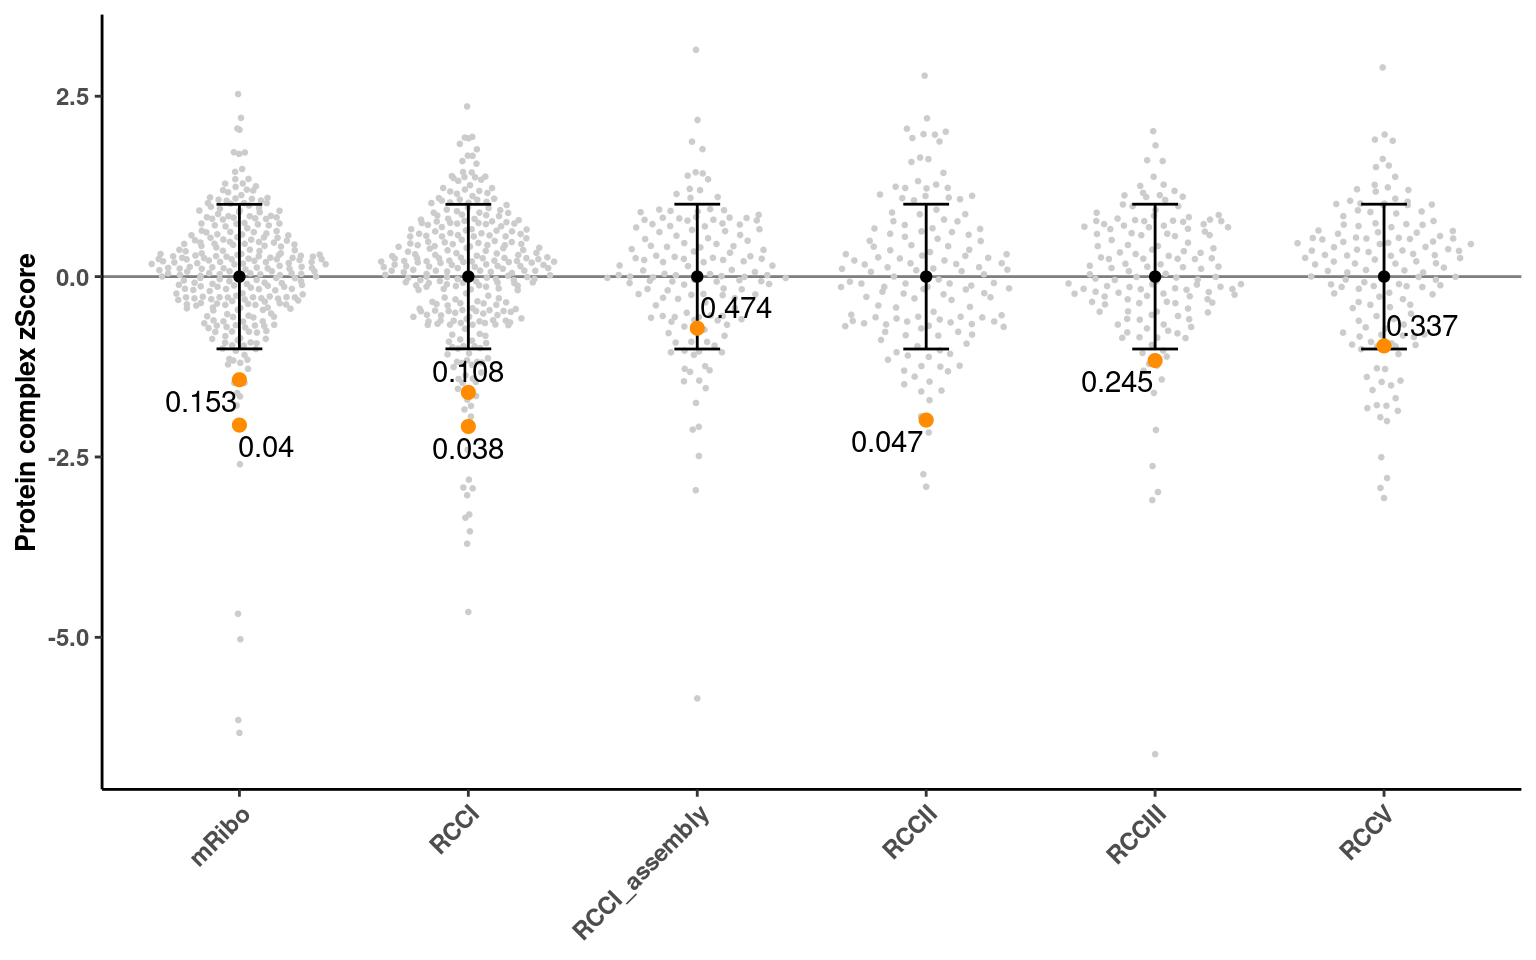 Protein complex zScore
2.5
0.0
-2.5
-5.0
0.474
0.337
0.108
0.245
0.153
0.04
0.038
0.047
mRibo
RCCI
RCCI_assembly
RCCII
RCCIII
RCCV